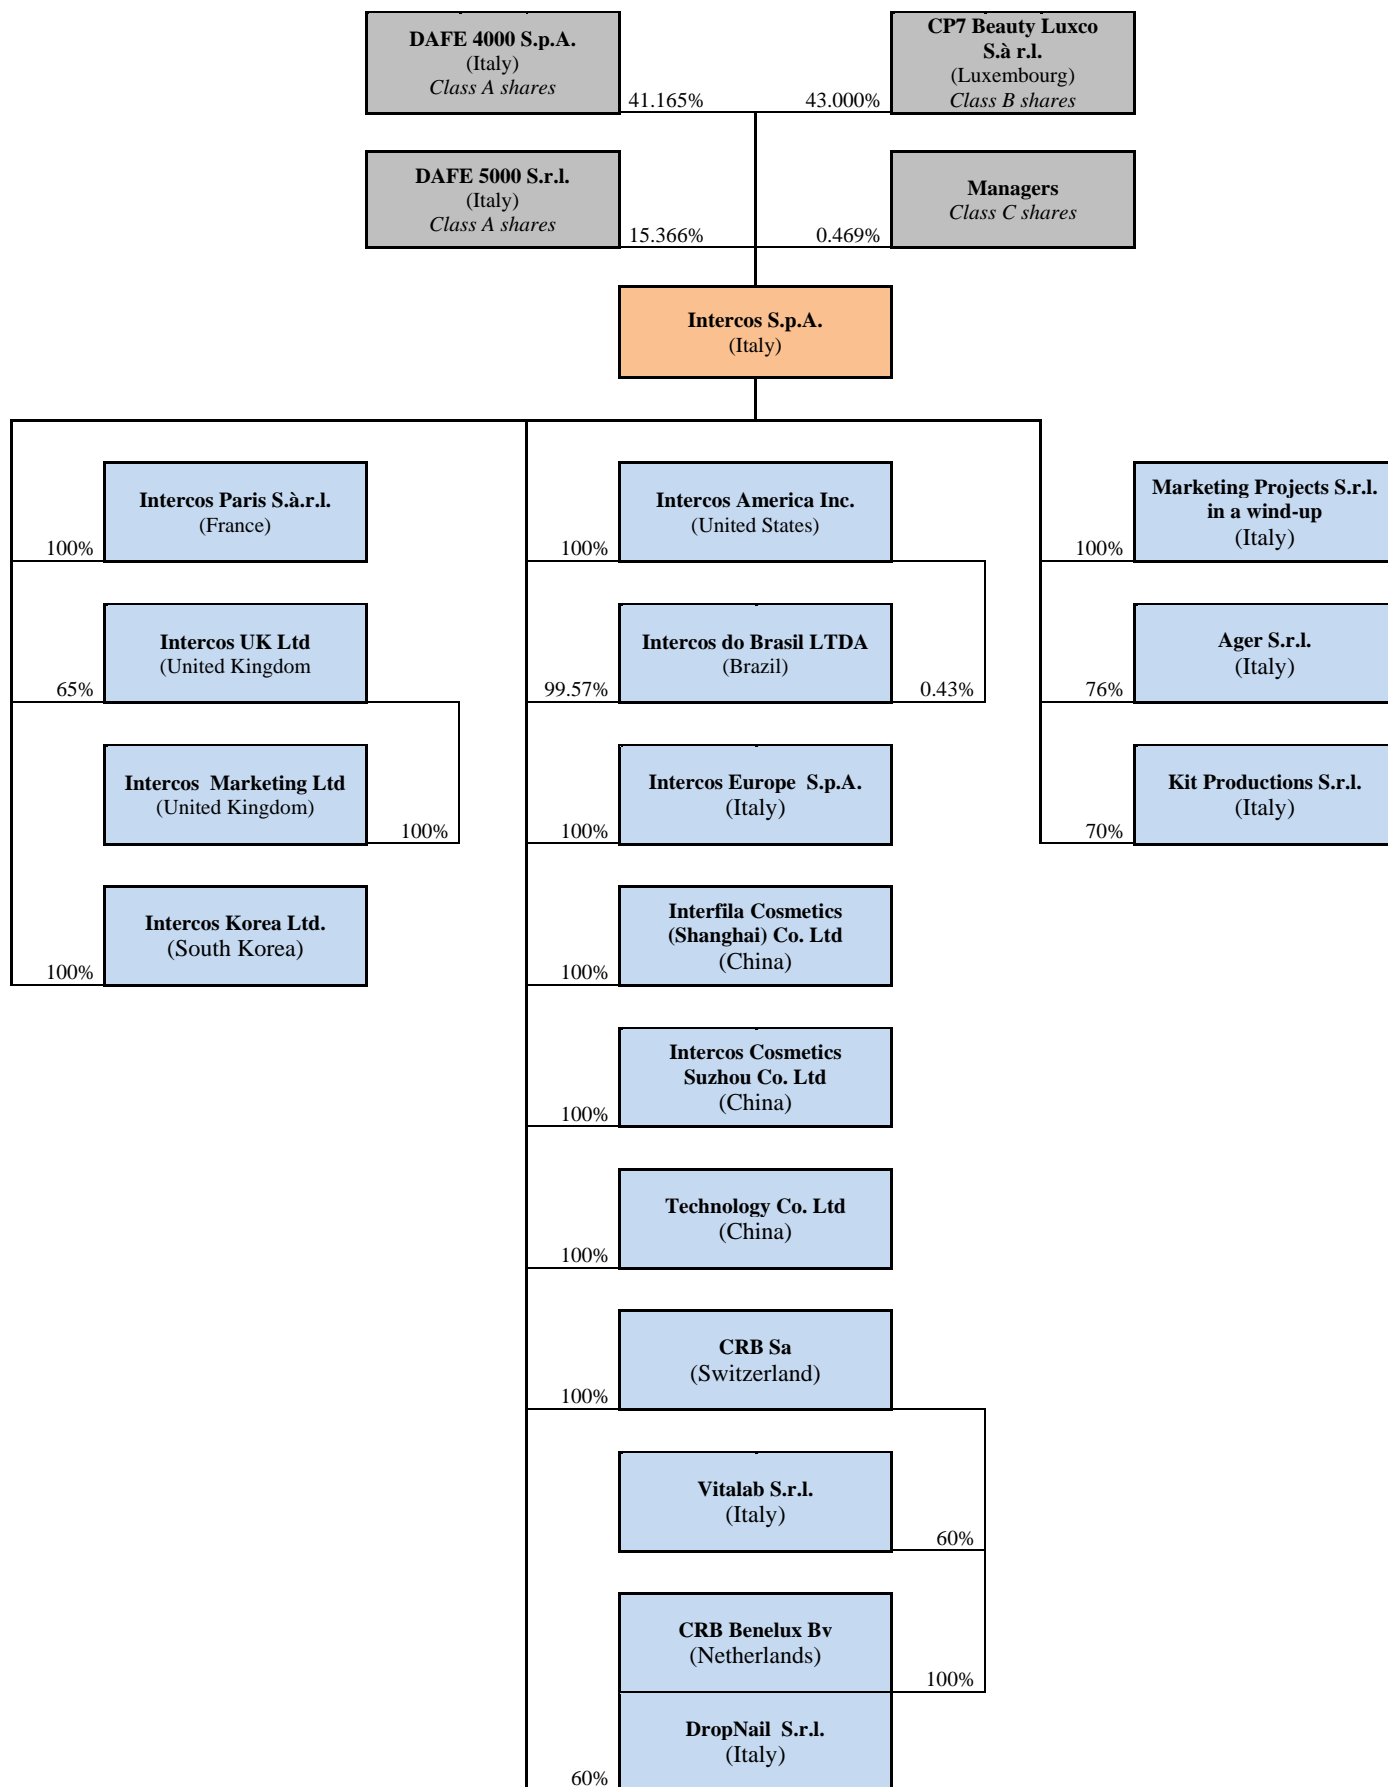 DAFE 4000 S.p.A.
(Italy)
Class A shares
41.165%
CP7 Beauty Luxco
S.à r.l.
(Luxembourg)
Class B shares
43.000%
DAFE 5000 S.r.l.
(Italy)
Class A shares
15.366%
Managers
Class C shares
0.469%
Intercos S.p.A.
(Italy)
Intercos Paris S.à.r.l.
(France)
100%
Intercos America Inc.
(United States)
100%
Marketing Projects S.r.l.
in a wind-up
(Italy)
100%
Intercos UK Ltd
(United Kingdom
65%
Intercos do Brasil LTDA
(Brazil)
99.57%
0.43%
Ager S.r.l.
(Italy)
76%
Intercos  Marketing Ltd
(United Kingdom)
100%
Intercos Europe  S.p.A.
(Italy)
100%
Kit Productions S.r.l.
(Italy)
70%
Intercos Korea Ltd.
(South Korea)
100%
Interfila Cosmetics
(Shanghai) Co. Ltd
(China)
100%
Intercos Cosmetics
Suzhou Co. Ltd
(China)
100%
Technology Co. Ltd
(China)
100%
CRB Sa
(Switzerland)
100%
Vitalab S.r.l.
(Italy)
60%
CRB Benelux Bv
(Netherlands)
100%
DropNail  S.r.l.
(Italy)
60%